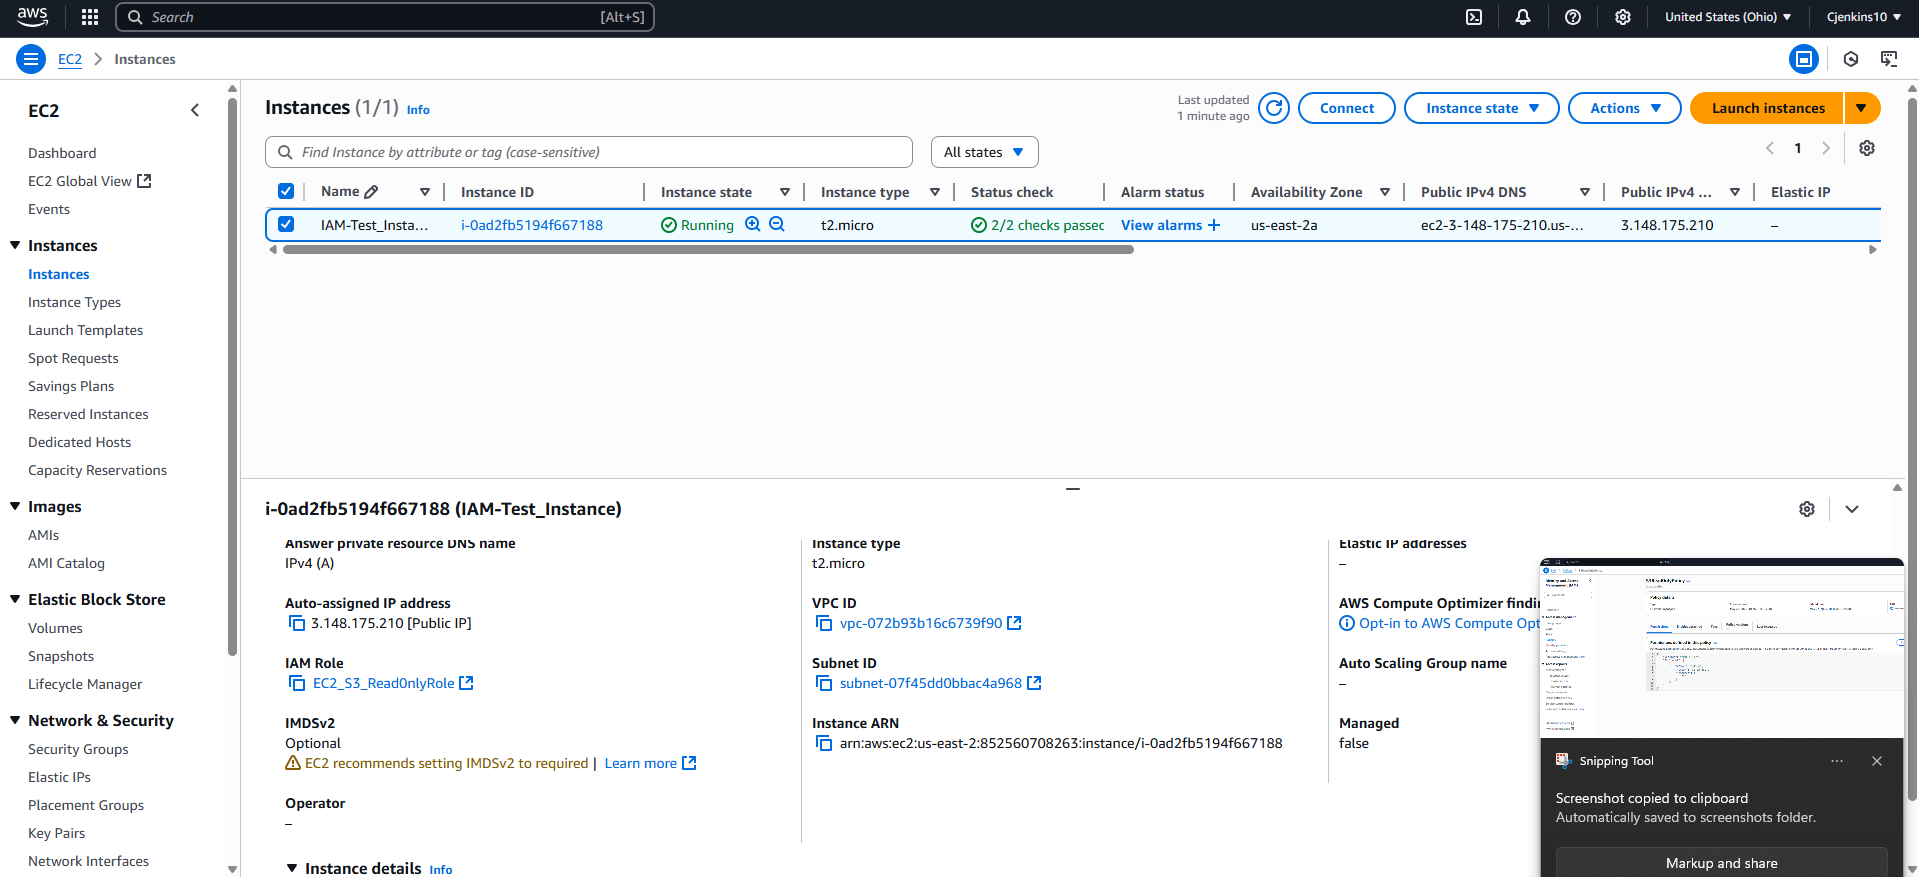 aws
Search [Alt+S]
United States (Ohio)
Cjenkins10
EC2
Instances
EC2
Dashboard
EC2 Global View
Events
Instances
Instances
Instance Types
Launch Templates
Spot Requests
Savings Plans
Reserved Instances
Dedicated Hosts
Capacity Reservations
Images
AMIs
AMI Catalog
Elastic Block Store
Volumes
Snapshots
Lifecycle Manager
Network & Security
Security Groups
Elastic IPs
Placement Groups
Key Pairs
Network Interfaces
Instances (1/1) Info
Last updated
1 minute ago
Connect
Instance state
Actions
Launch instances
Find Instance by attribute or tag (case-sensitive)
All states
1
Name Instance ID Instance state Instance type Status check Alarm status Availability Zone Public IPv4 DNS Public IPv4 ... Elastic IP
IAM-Test_Insta... i-0ad2fb5194f667188 Running t2.micro 2/2 checks passec View alarms + us-east-2a ec2-3-148-175-210.us-... 3.148.175.210 –
i-0ad2fb5194f667188 (IAM-Test_Instance)
Answer private resource DNS name
IPv4 (A)
Auto-assigned IP address
3.148.175.210 [Public IP]
IAM Role
EC2_S3_Read0nlyRole
IMDSv2
Optional
EC2 recommends setting IMDSv2 to required | Learn more
Operator
–
Instance type
t2.micro
VPC ID
vpc-072b93b16c6739f90
Subnet ID
subnet-07f45dd0bbac4a968
Instance ARN
arn:aws:ec2:us-east-2:852560708263:instance/i-0ad2fb5194f667188
Elastic IP addresses
–
AWS Compute Optimizer findi
Opt-in to AWS Compute Opt
Auto Scaling Group name
–
Managed
false
Instance details Info
Snipping Tool
Screenshot copied to clipboard
Automatically saved to screenshots folder.
Markup and share